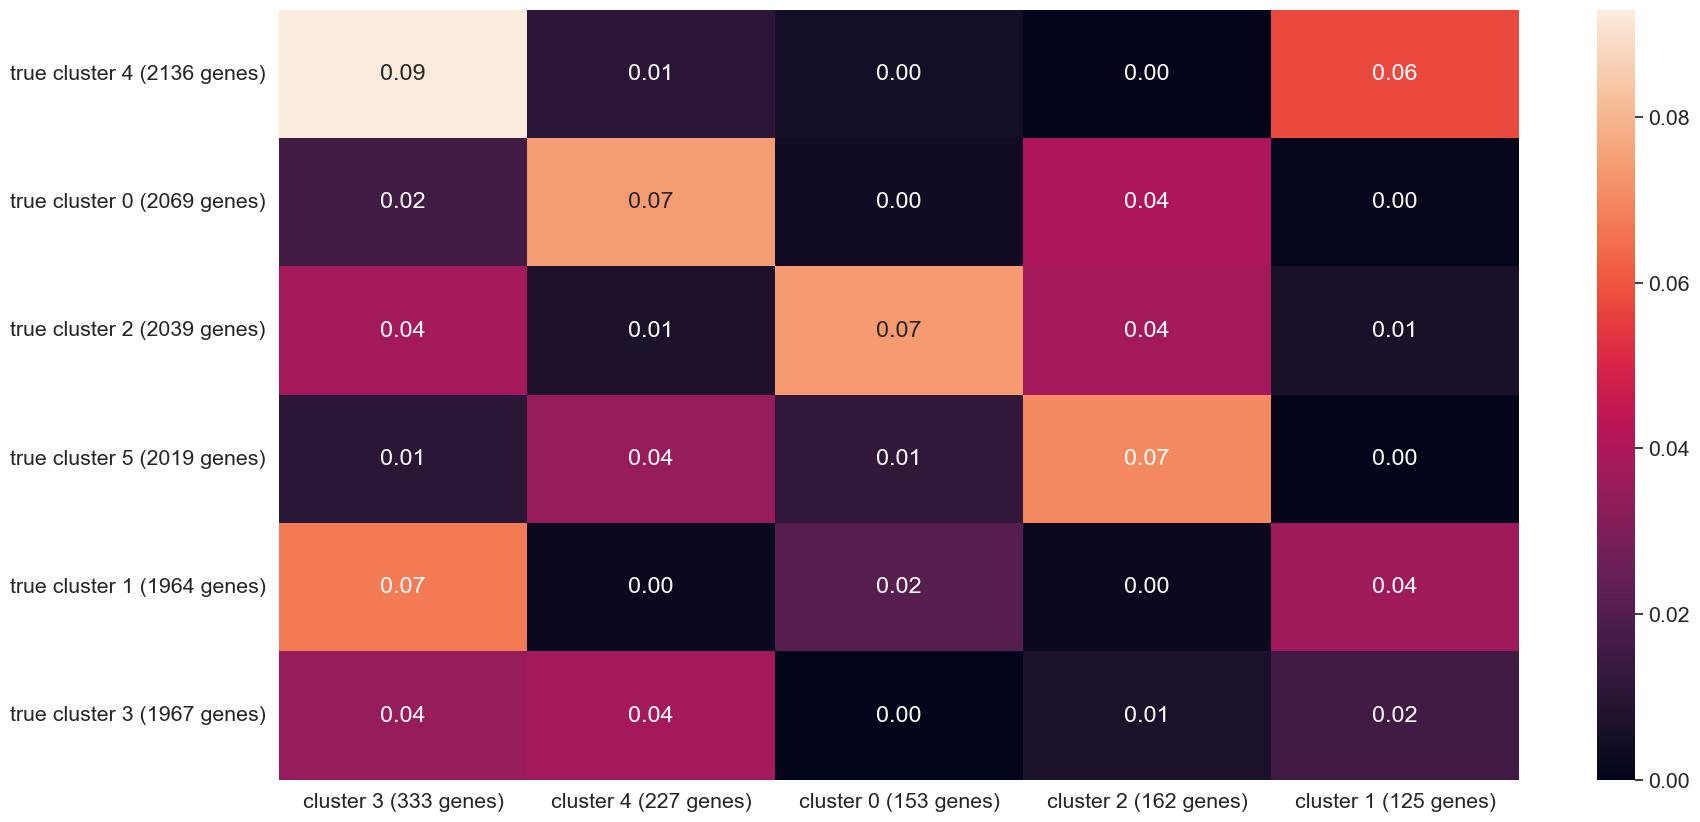 true cluster 4 (2136 genes) 0.09 0.01 0.00 0.00 0.06
0.08
true cluster 0 (2069 genes) 0.02 0.07 0.00 0.04 0.00
0.06
true cluster 2 (2039 genes) 0.04 0.01 0.07 0.04 0.01
0.04
true cluster 5 (2019 genes) 0.01 0.04 0.01 0.07 0.00
true cluster 1 (1964 genes) 0.07 0.00 0.02 0.00 0.04
0.02
true cluster 3 (1967 genes) 0.04 0.04 0.00 0.01 0.02
0.00
cluster 3 (333 genes) cluster 4 (227 genes) cluster 0 (153 genes) cluster 2 (162 genes) cluster 1 (125 genes)